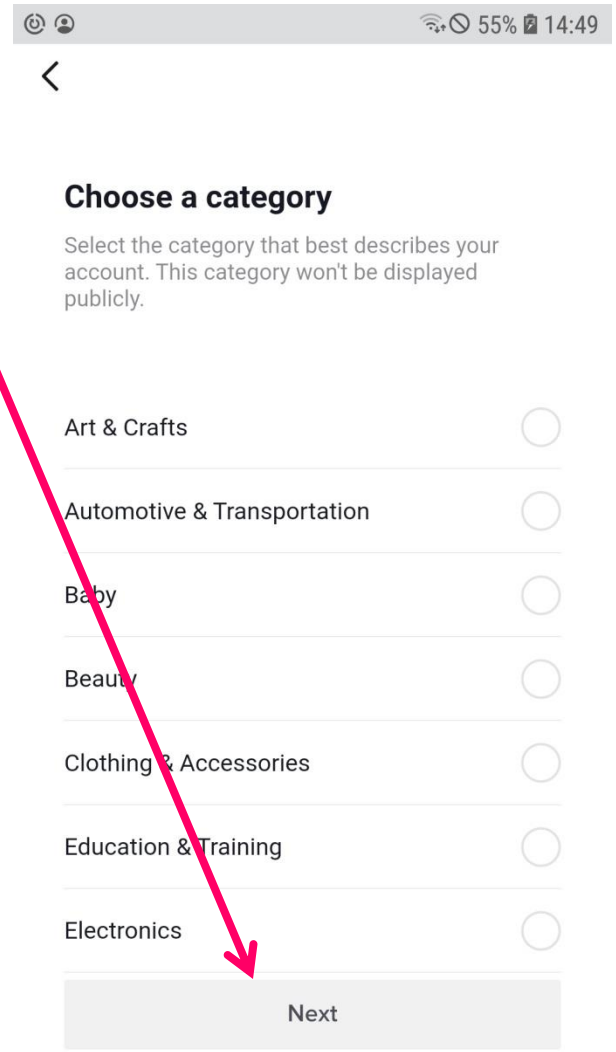 55% 14:49
Choose a category
Select the category that best describes your
account. This category won't be displayed
publicly.
Art & Crafts
Automotive & Transportation
Baby
Beauty
Clothing & Accessories
Education & Training
Electronics
Next